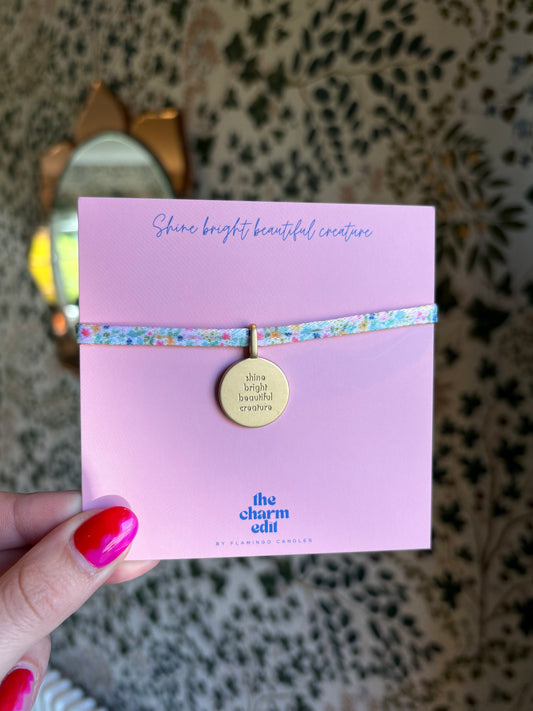 Shine bright beautiful creature
shine
bright
beautiful
creature
the
charm
edit
BY FLAMINGO CANDLES